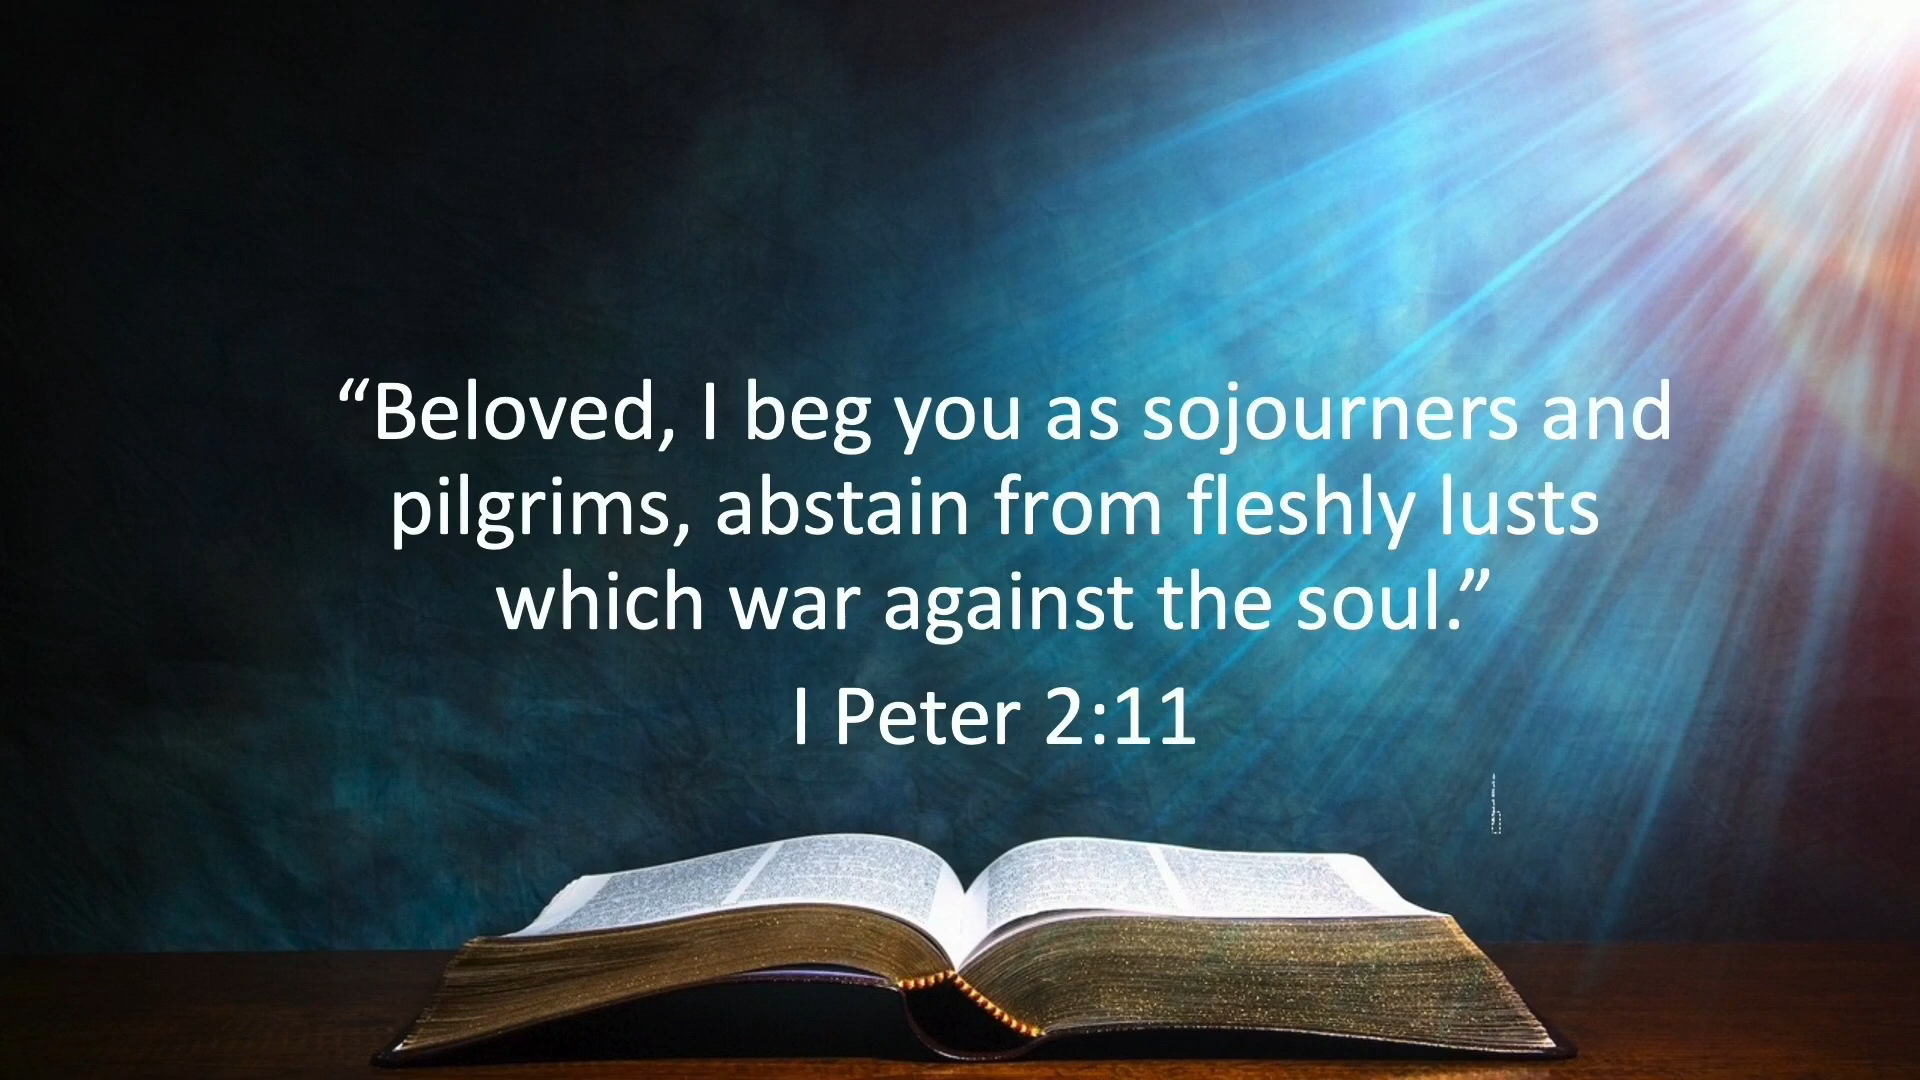 “Beloved, I beg you as sojourners and
pilgrims, abstain from fleshly lusts
which war against the soul.”
I Peter 2:11